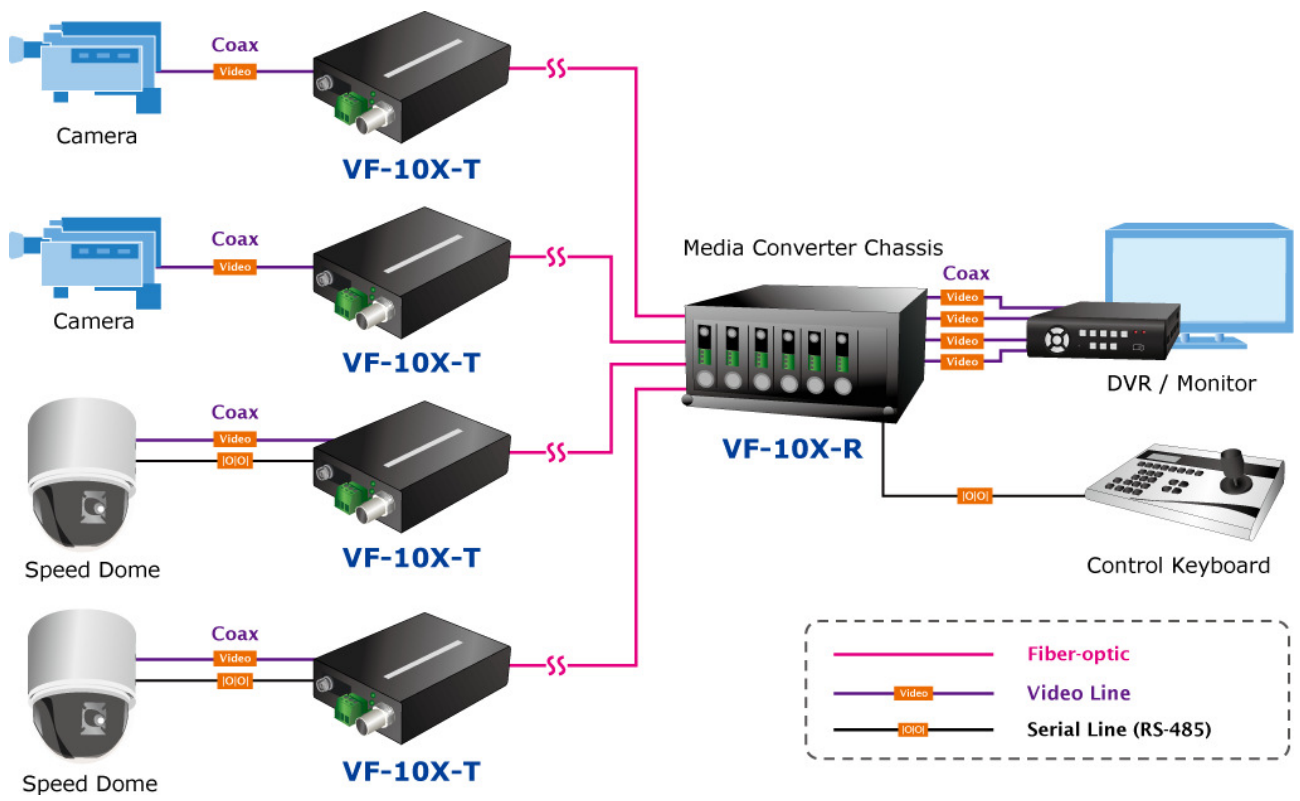 Coax
Video
Camera
VF-10X-T
Coax
Video
Camera
VF-10X-T
Coax
Video
|O|O|
Speed Dome
VF-10X-T
Coax
Video
|O|O|
Speed Dome
VF-10X-T
Media Converter Chassis
VF-10X-R
Coax
Video
Video
Video
Video
DVR / Monitor
|O|O|
Control Keyboard
Fiber-optic
Video
Video Line
|O|O|
Serial Line (RS-485)